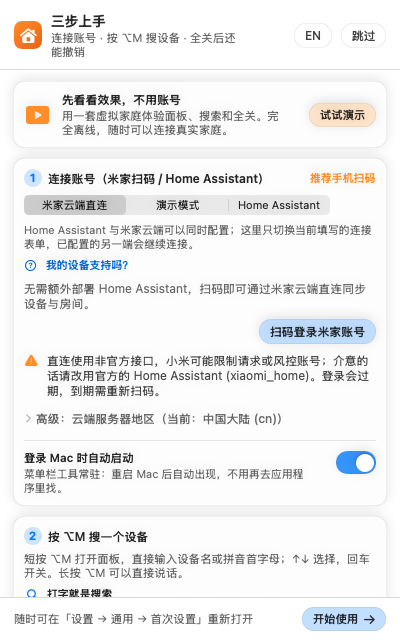 三步上手
连接账号 · 按 ⌥M 搜设备 · 全关后还
能撤销
EN
跳过
先看看效果，不用账号
用一套虚拟家庭体验面板、搜索和全关。完
全离线，随时可以连接真实家庭。
试试演示
1 连接账号（米家扫码 / Home Assistant）
推荐手机扫码
米家云端直连
演示模式
Home Assistant
Home Assistant 与米家云端可以同时配置；这里只切换当前填写的连接
表单，已配置的另一端会继续连接。
我的设备支持吗?
无需额外部署 Home Assistant，扫码即可通过米家云端直连同步
设备与房间。
扫码登录米家账号
直连使用非官方接口，小米可能限制请求或风控账号；介意的
话请改用官方的 Home Assistant (xiaomi_home)。登录会过
期，到期需重新扫码。
高级：云端服务器地区（当前：中国大陆 (cn)）
登录 Mac 时自动启动
菜单栏工具常驻：重启 Mac 后自动出现，不用再去应用程
序里找。
2 按 ⌥M 搜一个设备
短按 ⌥M 打开面板，直接输入设备名或拼音首字母；↑↓ 选择，回车
开关。长按 ⌥M 可以直接说话。
打字就是搜索
随时可在「设置 → 通用 → 首次设置」重新打开
开始使用 →